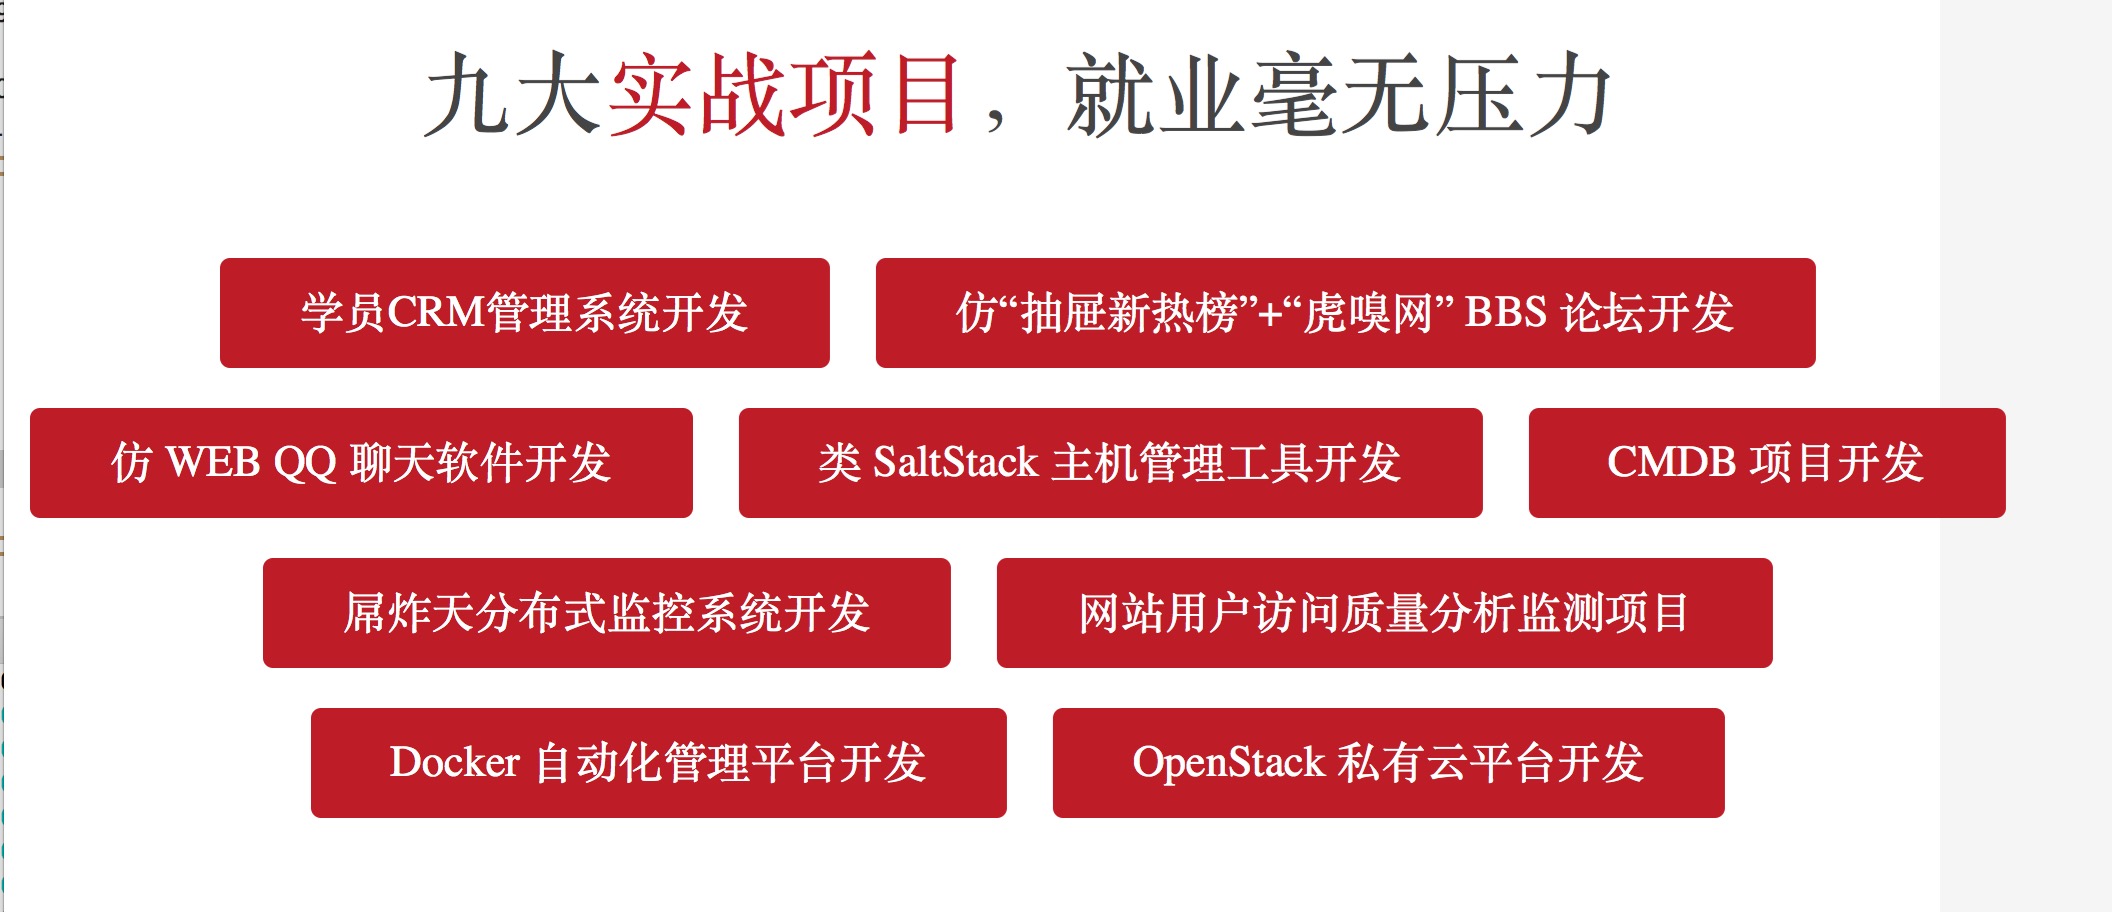 九大实战项目，就业毫无压力
学员CRM管理系统开发
仿“抽屉新热榜”+“虎嗅网” BBS 论坛开发
仿 WEB QQ 聊天软件开发
类 SaltStack 主机管理工具开发
CMDB 项目开发
屌炸天分布式监控系统开发
网站用户访问质量分析监测项目
Docker 自动化管理平台开发
OpenStack 私有云平台开发